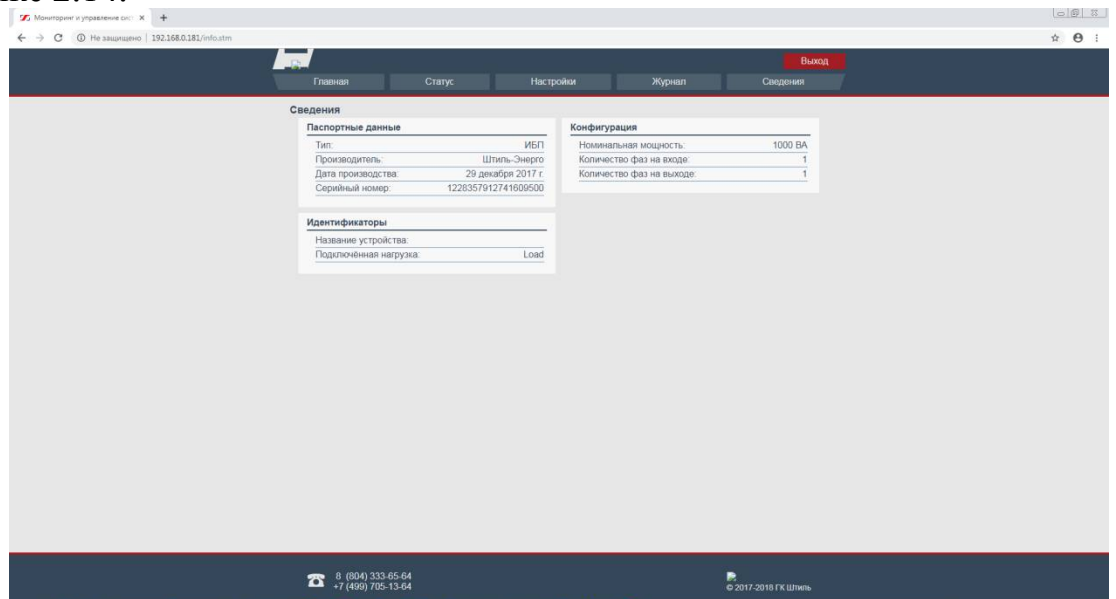 Мониторинг и управление сис
Не защищено | 192.168.0.181/info.stm
Выход
Главная Статус Настройки Журнал Сведения
Сведения
Паспортные данные
Тип: ИБП
Производитель: Штиль-Энерго
Дата производства: 29 декабря 2017 г.
Серийный номер: 1228357912741609500
Конфигурация
Номинальная мощность: 1000 ВА
Количество фаз на входе: 1
Количество фаз на выходе: 1
Идентификаторы
Название устройства:
Подключённая нагрузка: Load
8 (804) 333-65-64
+7 (499) 705-13-64
© 2017-2018 ГК Штиль